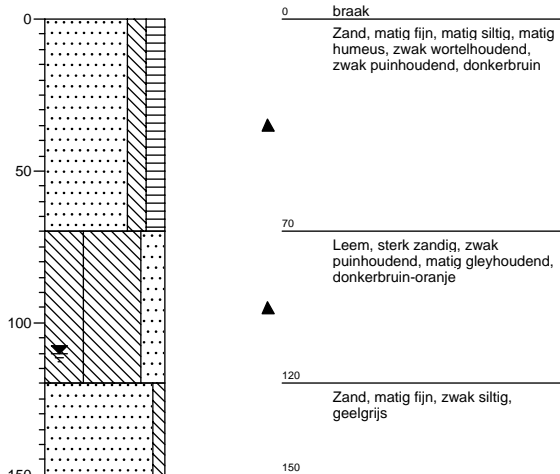 0
50
100
150
0
braak
Zand, matig fijn, matig siltig, matig
humeus, zwak wortelhoudend,
zwak puinhoudend, donkerbruin
70
Leem, sterk zandig, zwak
puinhoudend, matig gleyhoudend,
donkerbruin-oranje
120
Zand, matig fijn, zwak siltig,
geelgrijs
150